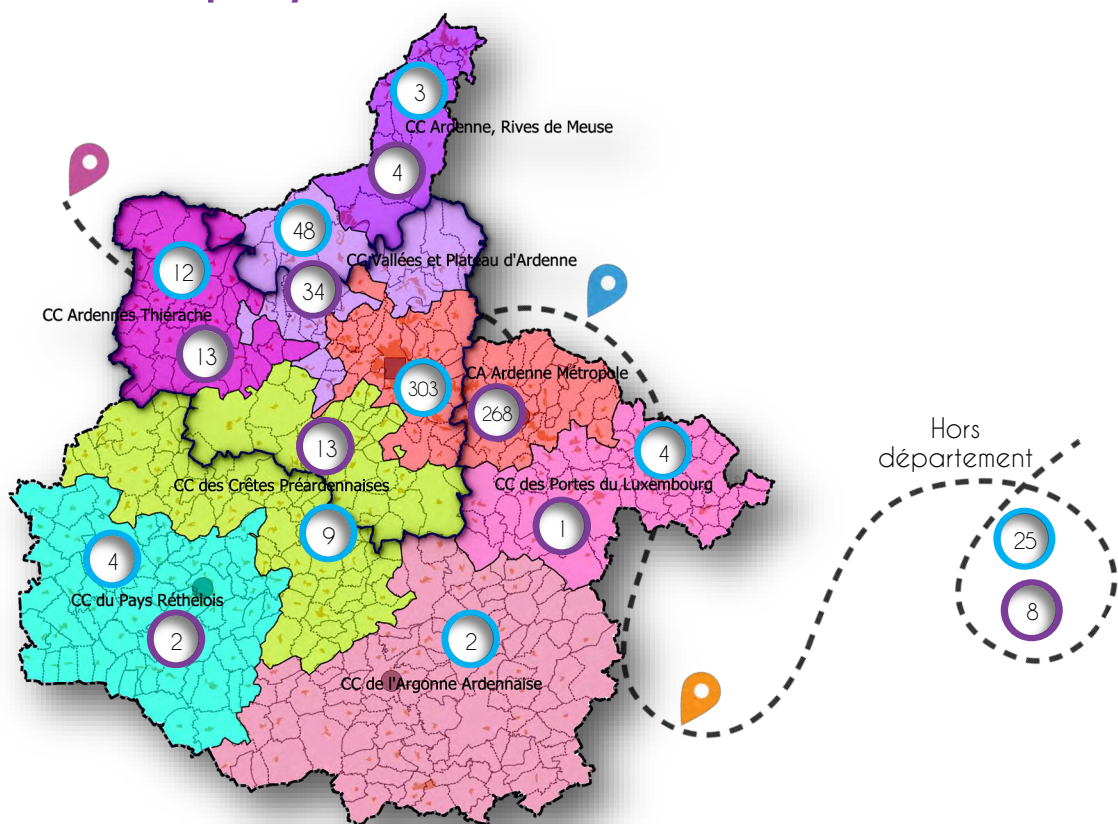 3
CC Ardenne, Rives de Meuse
4
48
CC Vallées et Plateau d'Ardenne
12
34
CC Ardennes Thiérache
13
CA Ardenne Métropole
303
268
13
4
CC des Crêtes Préardennaises
CC des Portes du Luxembourg
9
1
4
CC du Pays Réthelois
2
2
CC de l'Argonne Ardennaise
Hors
département
25
8